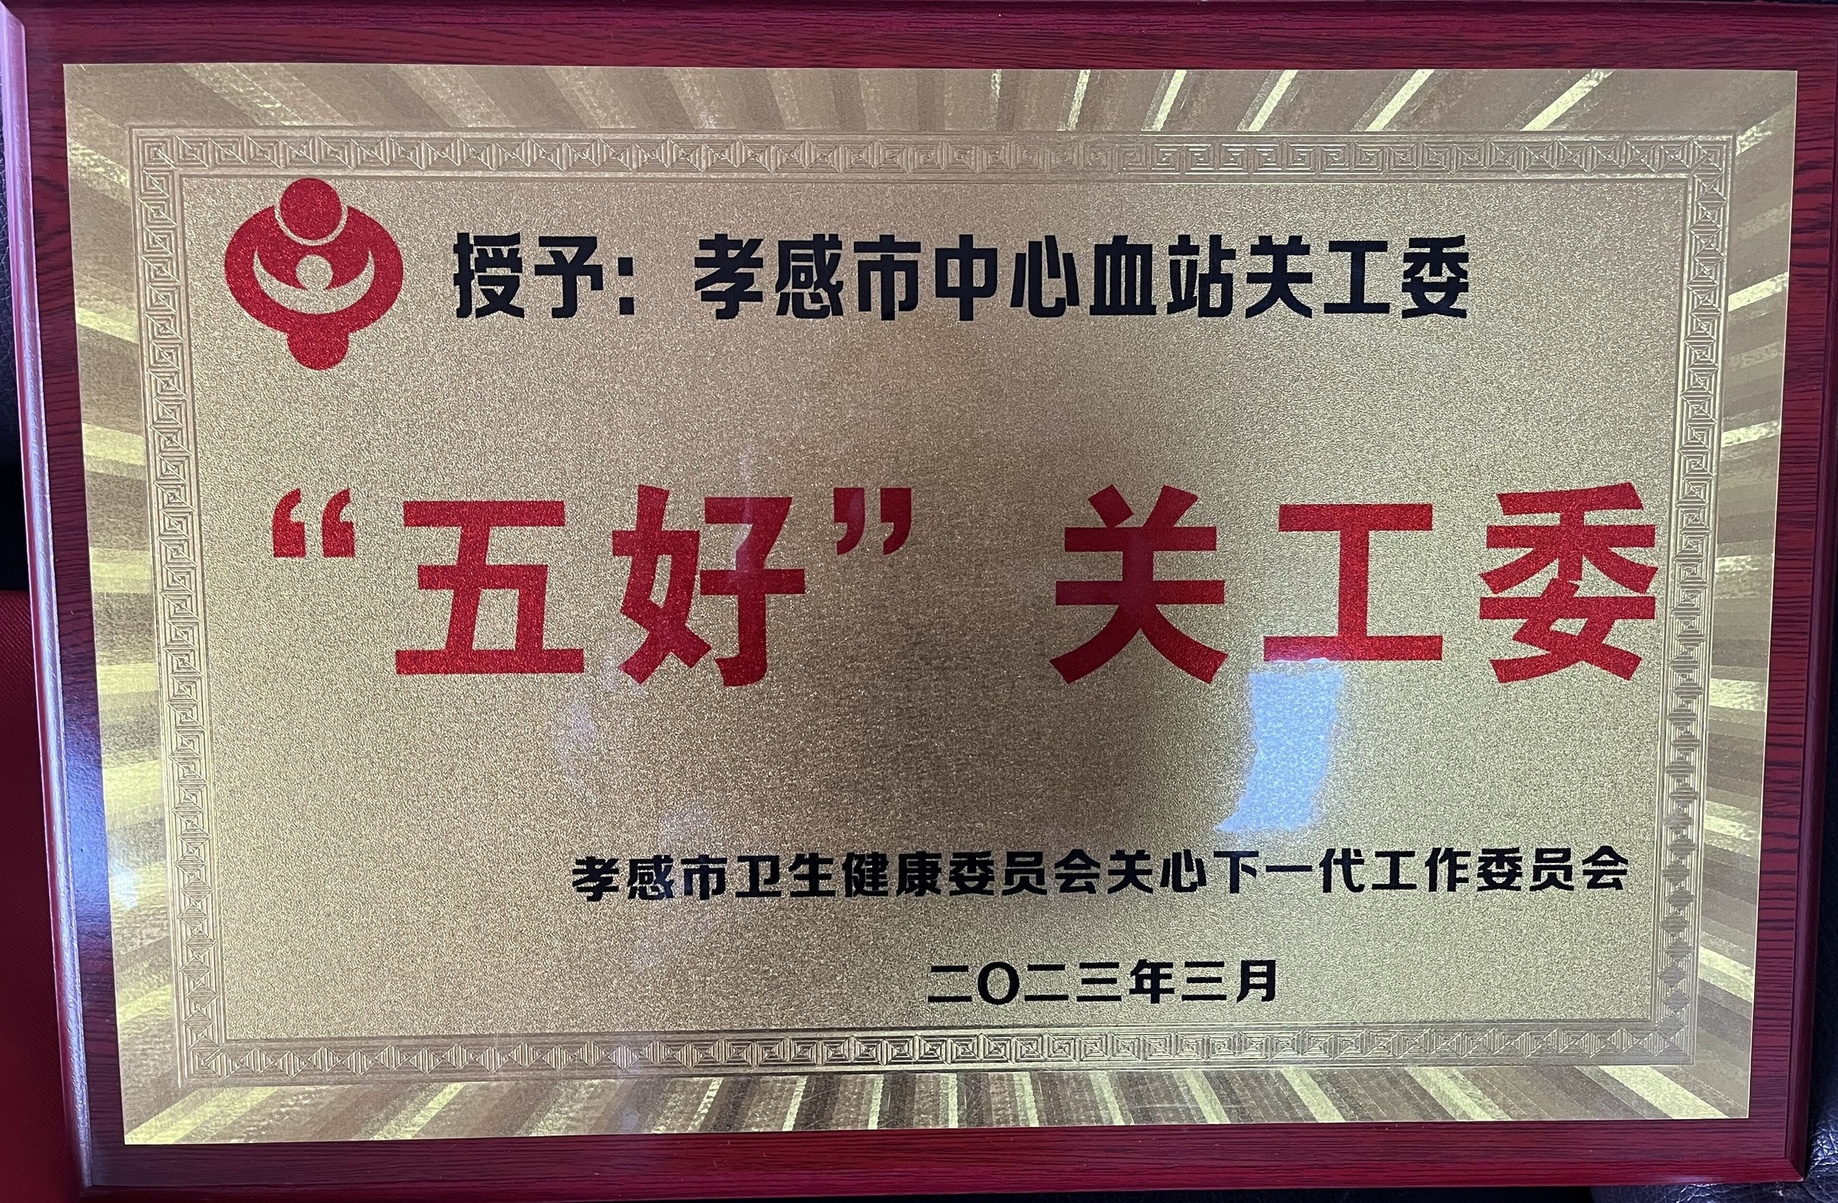 授予：孝感市中心血站关工委
“五好”关工委
孝感市卫生健康委员会关心下一代工作委员会
二〇二三年三月